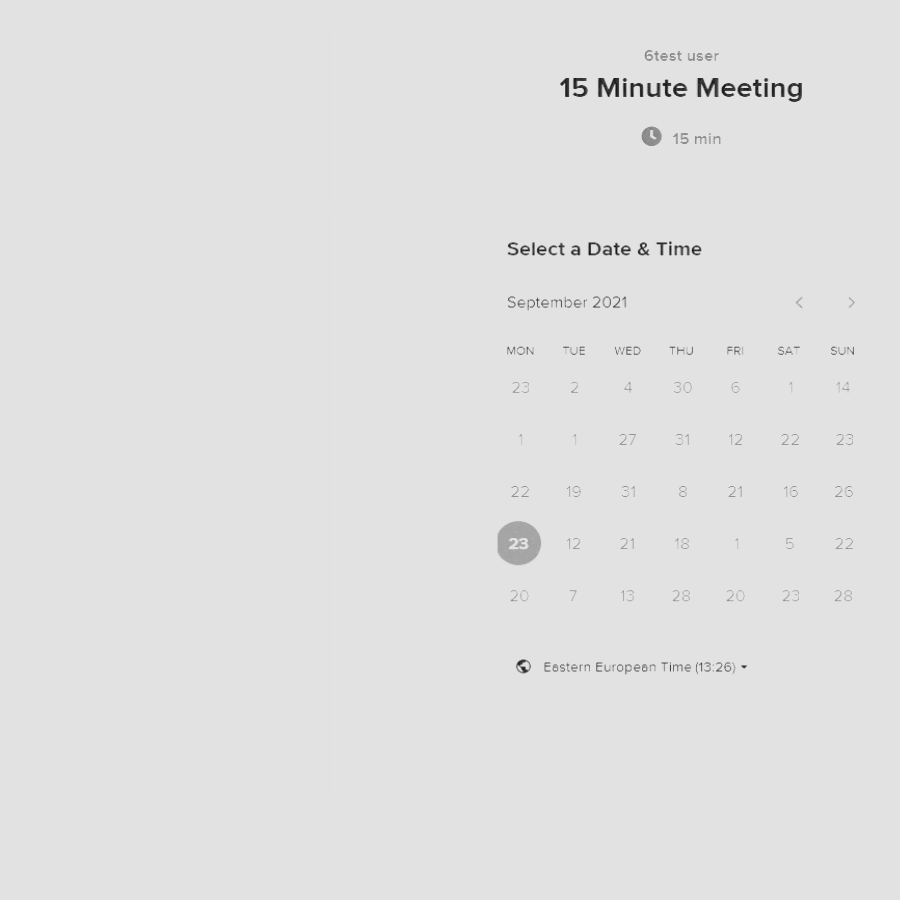 6test user
15 Minute Meeting
15 min
Select a Date & Time
September 2021
MON TUE WED THU FRI SAT SUN
23 2 4 30 6 1 14
1 1 27 31 12 22 23
22 19 31 8 21 16 26
23 12 21 18 1 5 22
20 7 13 28 20 23 28
Eastern European Time (13:26)